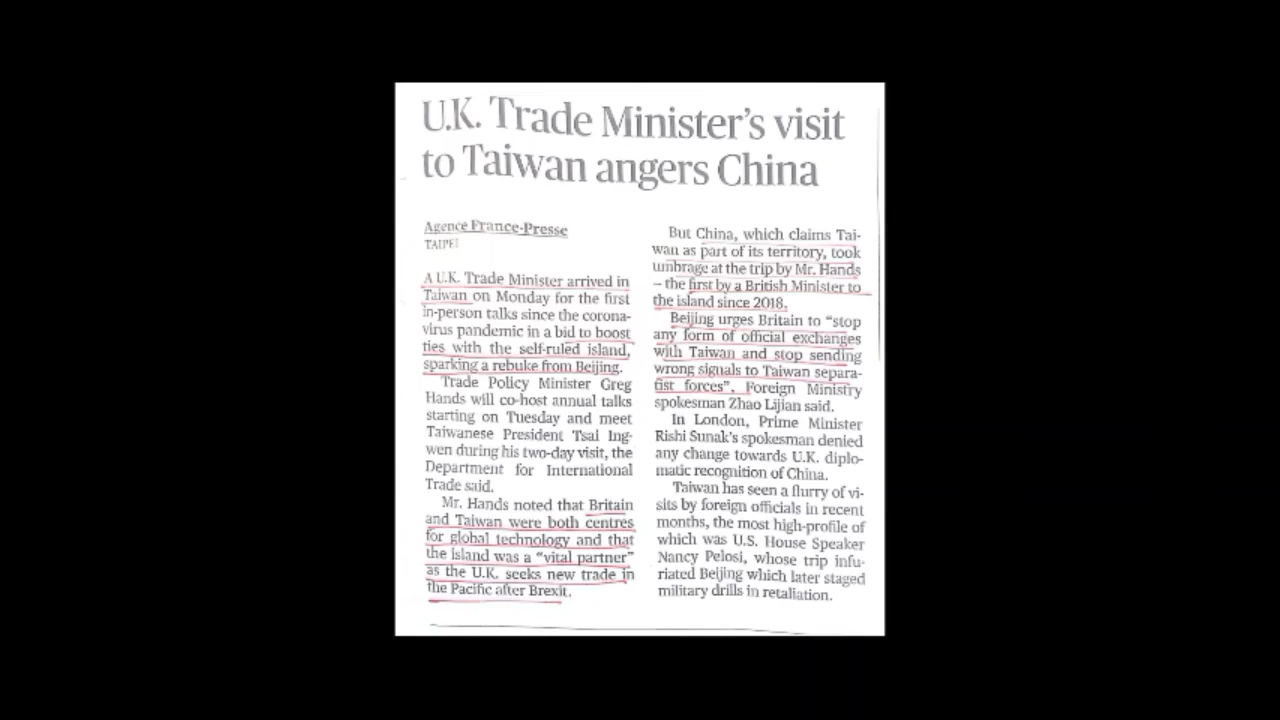 U.K. Trade Minister's visit
to Taiwan angers China
Agence France-Presse
TAIPEI
A U.K. Trade Minister arrived in
Taiwan on Monday for the first
in-person talks since the corona-
virus pandemic in a bid to boost
ties with the self-ruled island,
sparking a rebuke from Beijing.
Trade Policy Minister Greg
Hands will co-host annual talks
starting on Tuesday and meet
Taiwanese President Tsai Ing-
wen during his two-day visit, the
Department for International
Trade said.
Mr. Hands noted that Britain
and Taiwan were both centres
for global technology and that
the island was a "vital partner"
as the U.K. seeks new trade in
the Pacific after Brexit.
But China, which claims Tai-
wan as part of its territory, took
umbrage at the trip by Mr. Hands
– the first by a British Minister to
the island since 2018.
Beijing urges Britain to "stop
any form of official exchanges
with Taiwan and stop sending
wrong signals to Taiwan separa-
tist forces", Foreign Ministry
spokesman Zhao Lijian said.
In London, Prime Minister
Rishi Sunak's spokesman denied
any change towards U.K. diplo-
matic recognition of China.
Taiwan has seen a flurry of vi-
sits by foreign officials in recent
months, the most high-profile of
which was U.S. House Speaker
Nancy Pelosi, whose trip infu-
riated Beijing which later staged
military drills in retaliation.